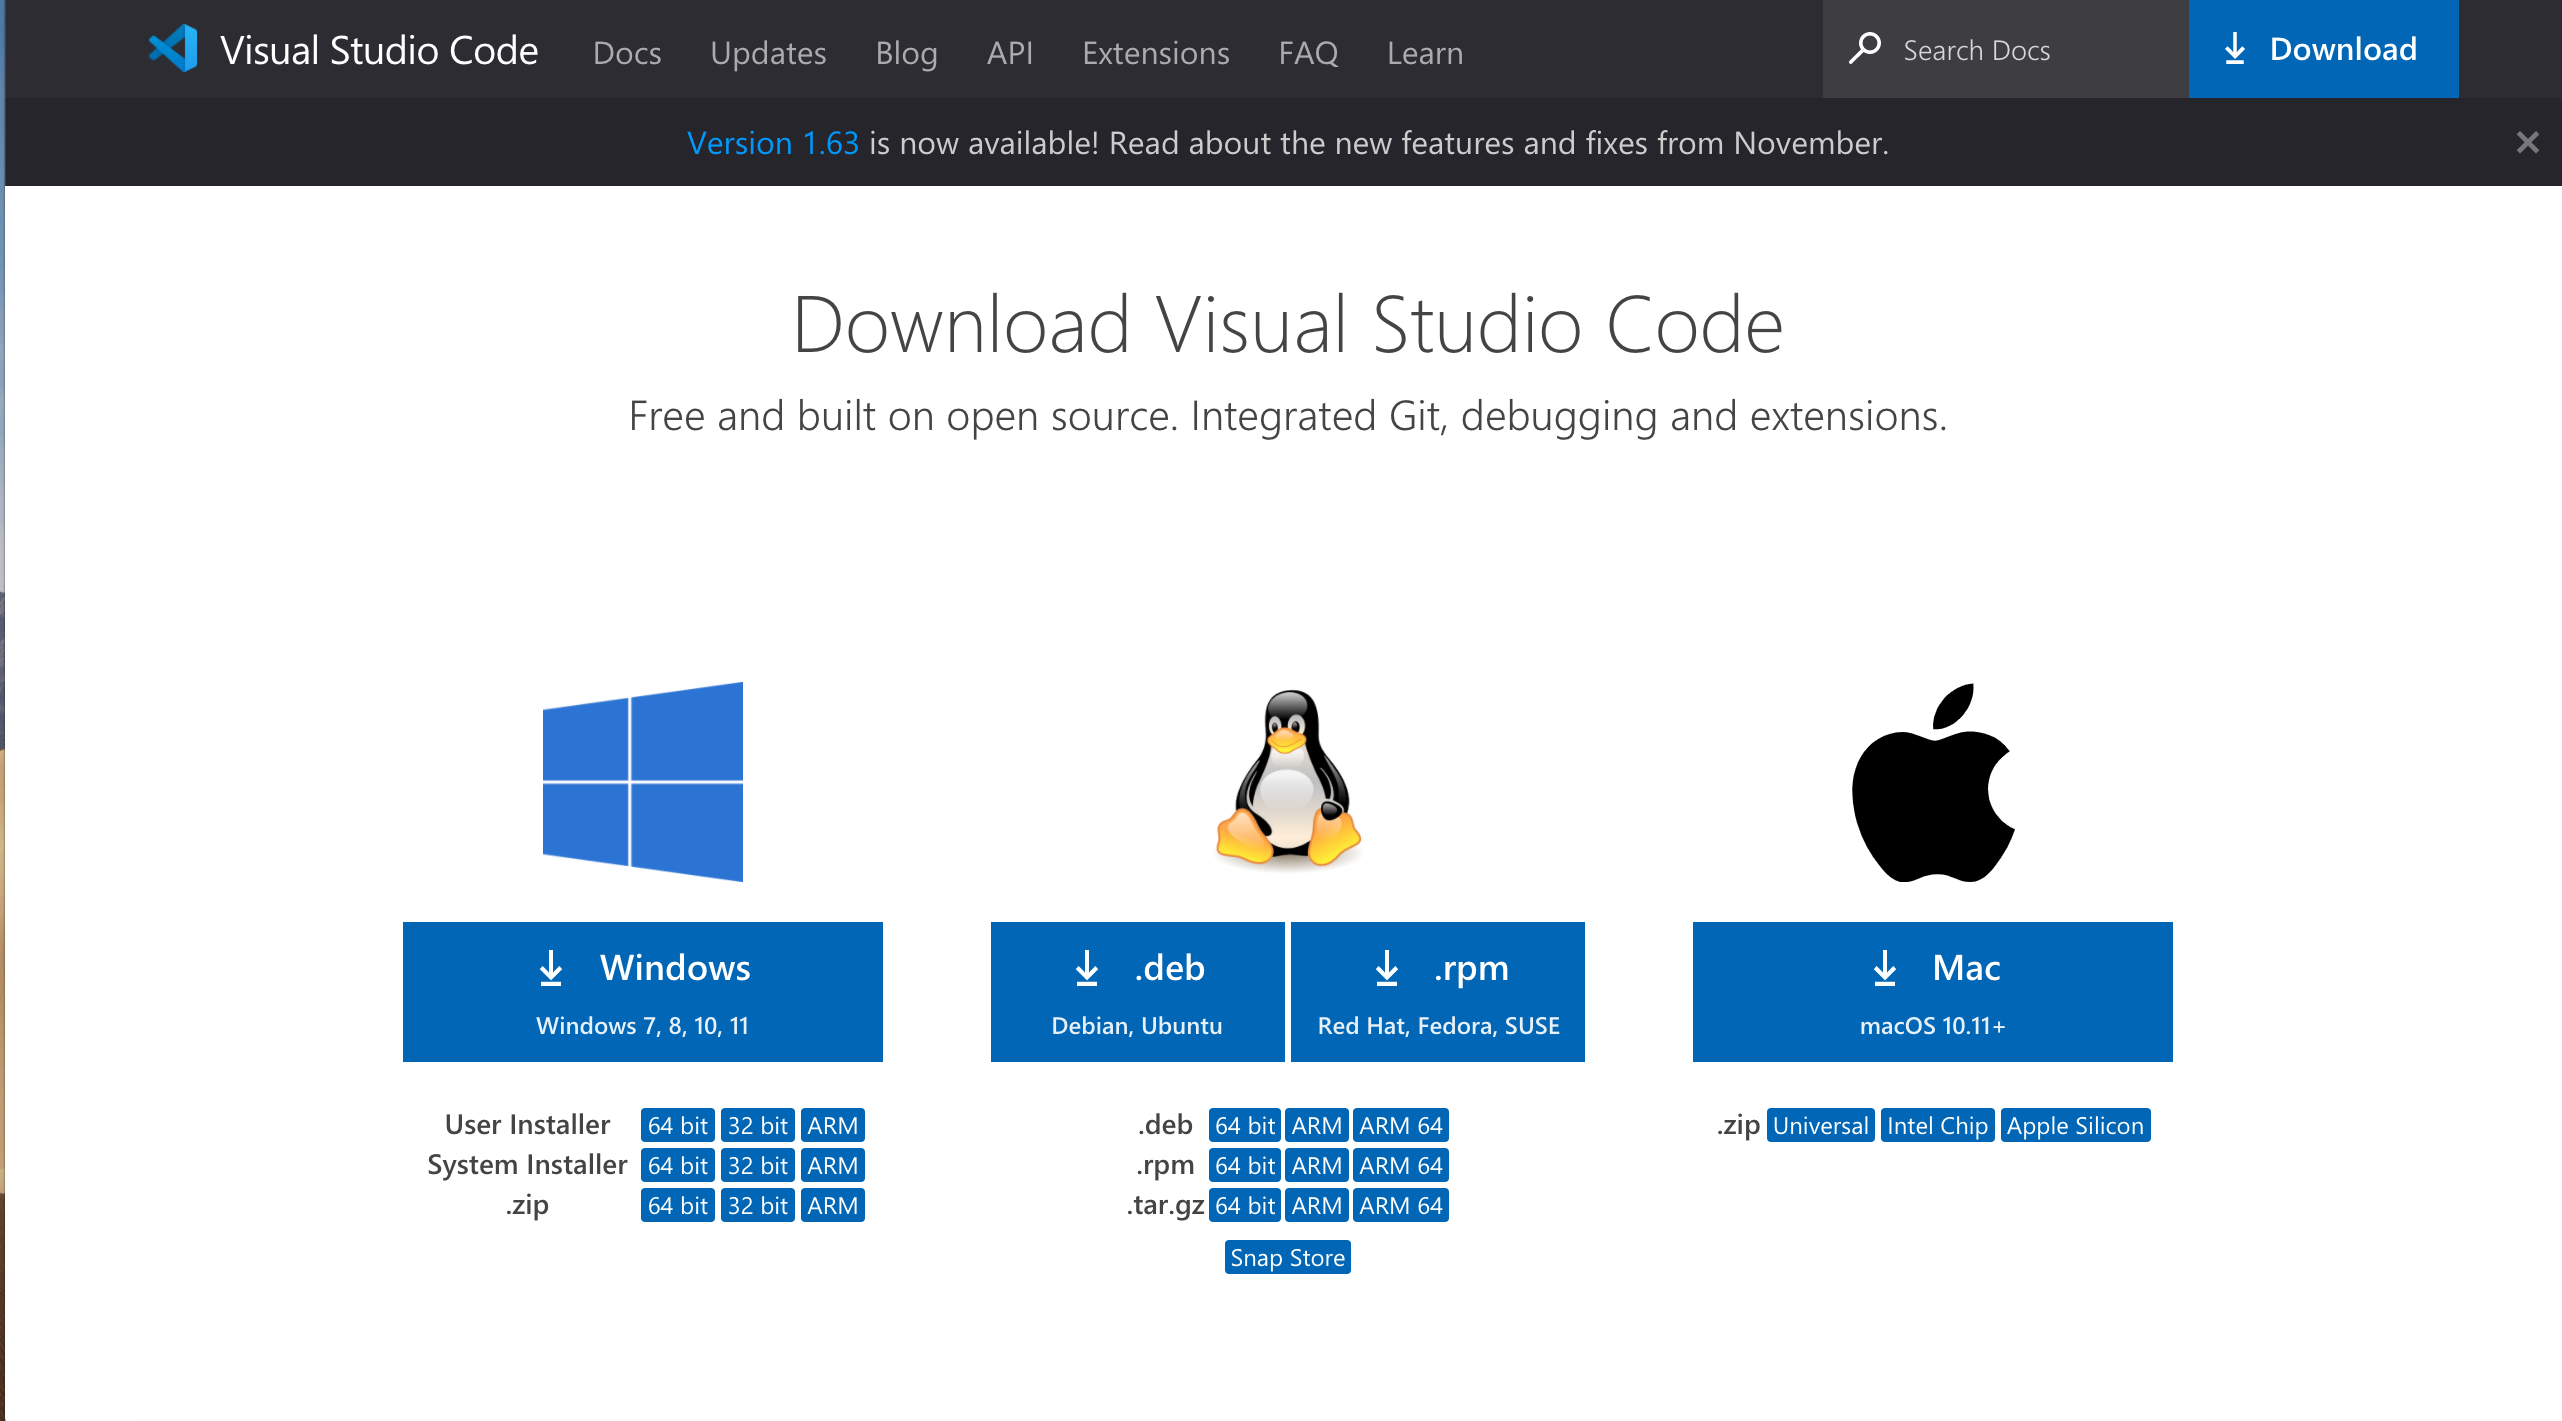 Visual Studio Code Docs Updates Blog API Extensions FAQ Learn Search Docs Download
Version 1.63 is now available! Read about the new features and fixes from November.
Download Visual Studio Code
Free and built on open source. Integrated Git, debugging and extensions.
Windows
Windows 7, 8, 10, 11
User Installer 64 bit 32 bit ARM
System Installer 64 bit 32 bit ARM
.zip 64 bit 32 bit ARM
.deb
Debian, Ubuntu
.rpm
Red Hat, Fedora, SUSE
.deb 64 bit ARM ARM 64
.rpm 64 bit ARM ARM 64
.tar.gz 64 bit ARM ARM 64
Snap Store
Mac
macOS 10.11+
.zip Universal Intel Chip Apple Silicon